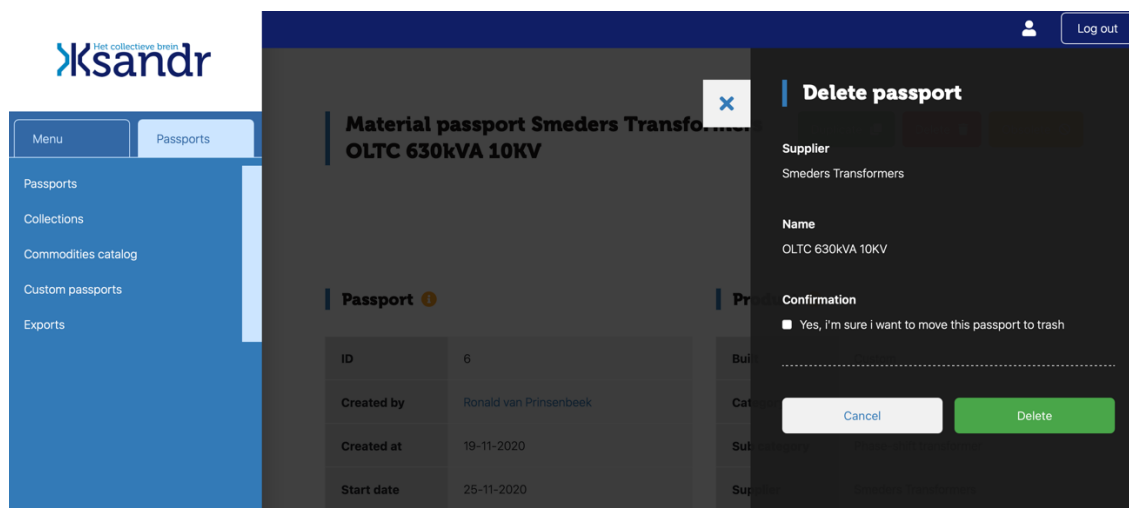 Het collectieve brein
Ksandr
Log out
Menu
Passports
Passports
Collections
Commodities catalog
Custom passports
Exports
Material passport Smeders Transformers
OLTC 630kVA 10KV
Passport
ID 6
Created by Ronald van Prinsenbeek
Created at 19-11-2020
Start date 25-11-2020
Delete passport
Supplier
Smeders Transformers
Name
OLTC 630kVA 10KV
Confirmation
Yes, i'm sure i want to move this passport to trash
Cancel
Delete